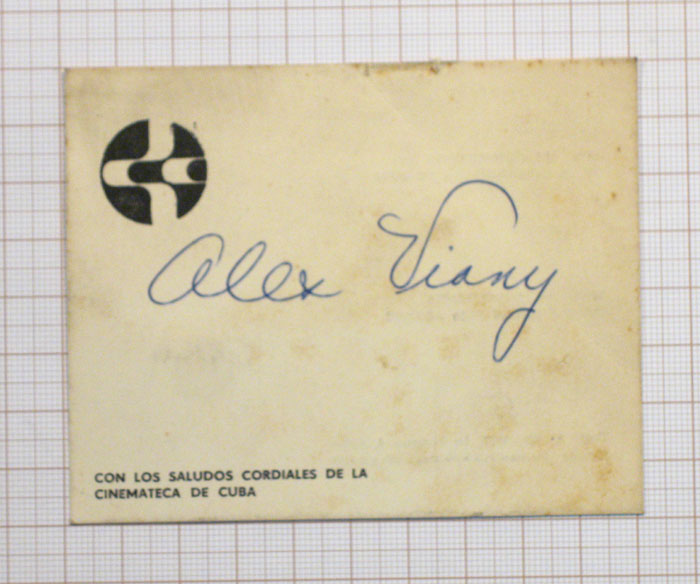 Alex Viany
CON LOS SALUDOS CORDIALES DE LA
CINEMATECA DE CUBA